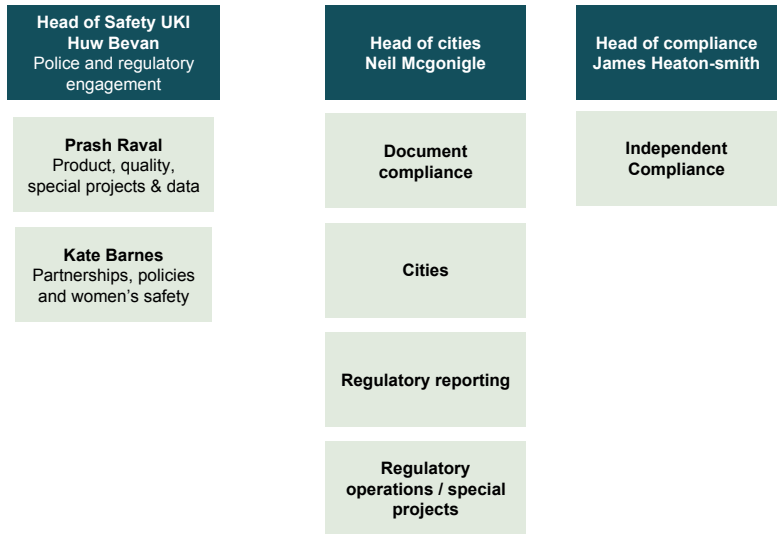 Head of Safety UKI
Huw Bevan
Police and regulatory
engagement
Prash Raval
Product, quality,
special projects & data
Kate Barnes
Partnerships, policies
and women’s safety
Head of cities
Neil Mcgonigle
Document
compliance
Cities
Regulatory reporting
Regulatory
operations / special
projects
Head of compliance
James Heaton-smith
Independent
Compliance